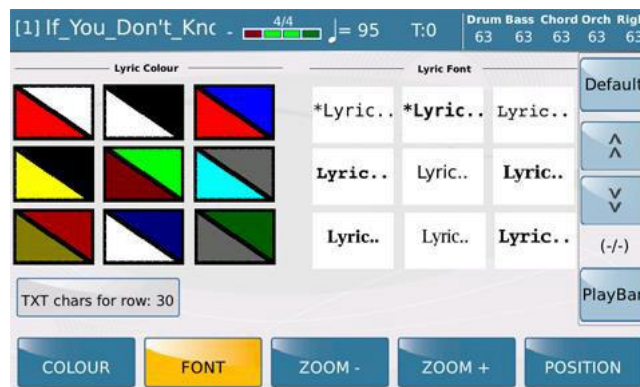 [1] If_You_Don't_Knc - 4/4 = 95 T:0 Drum Bass Chord Orch Righ
63 63 63 63 63
Lyric Colour Lyric Font
Default
*Lyric.. *Lyric.. Lyric..
Lyric.. Lyric.. Lyric..
(-/-)
Lyric.. Lyric.. Lyric..
TXT chars for row: 30
PlayBar
COLOUR FONT ZOOM - ZOOM + POSITION